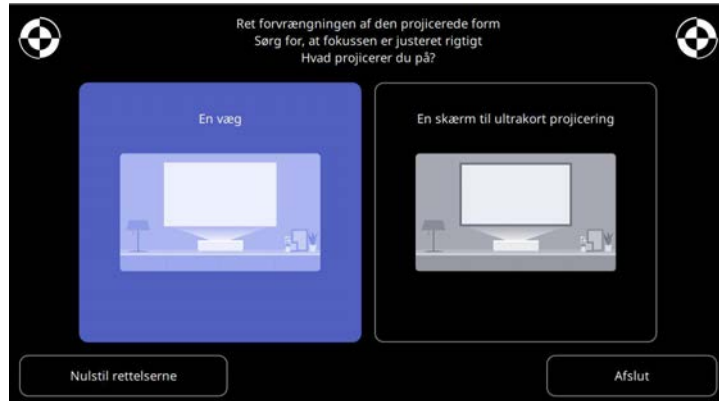 Ret forvrængningen af den projicerede form
Sørg for, at fokussen er justeret rigtigt
Hvad projicerer du på?
En væg
En skærm til ultrakort projicering
Nulstil rettelserne
Afslut